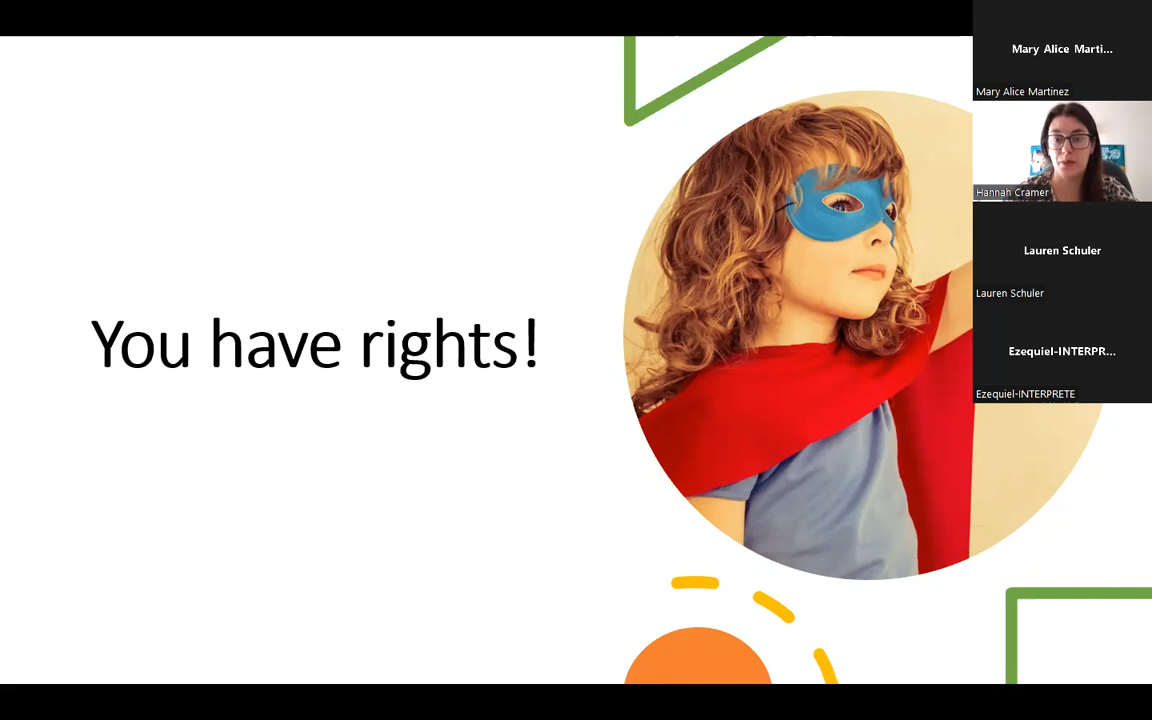 You have rights!
Mary Alice Marti...
Mary Alice Martinez
Hannah Cramer
Lauren Schuler
Lauren Schuler
Ezequiel-INTERPR...
Ezequiel-INTERPRETE